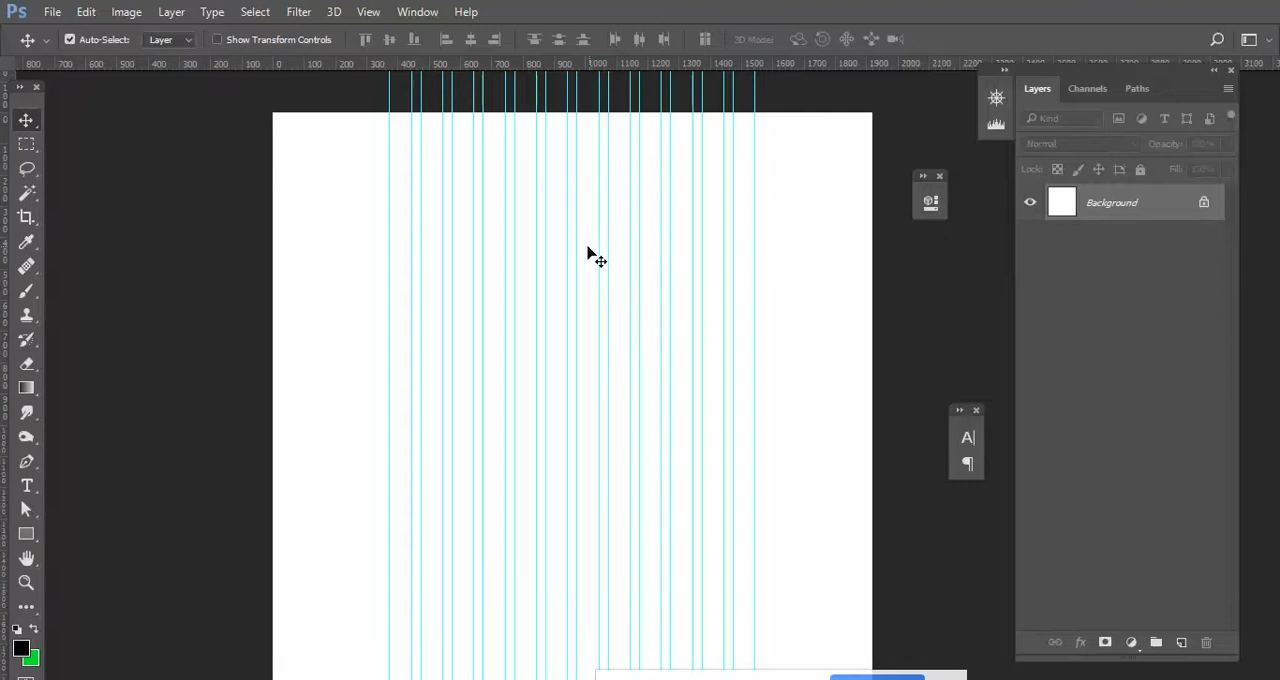 Ps File Edit Image Layer Type Select Filter 3D View Window Help
Auto-Select: Layer Show Transform Controls 3D Mode:
800 700 600 500 400 300 200 100 0 100 200 300 400 500 600 700 800 900 1000 1100 1200 1300 1400 1500 1600 1700 1800 1900 2000 2100 2200
Layers Channels Paths
Kind
Normal Opacity: 100%
Lock: Fill: 100%
Background
A|
¶
T
fx